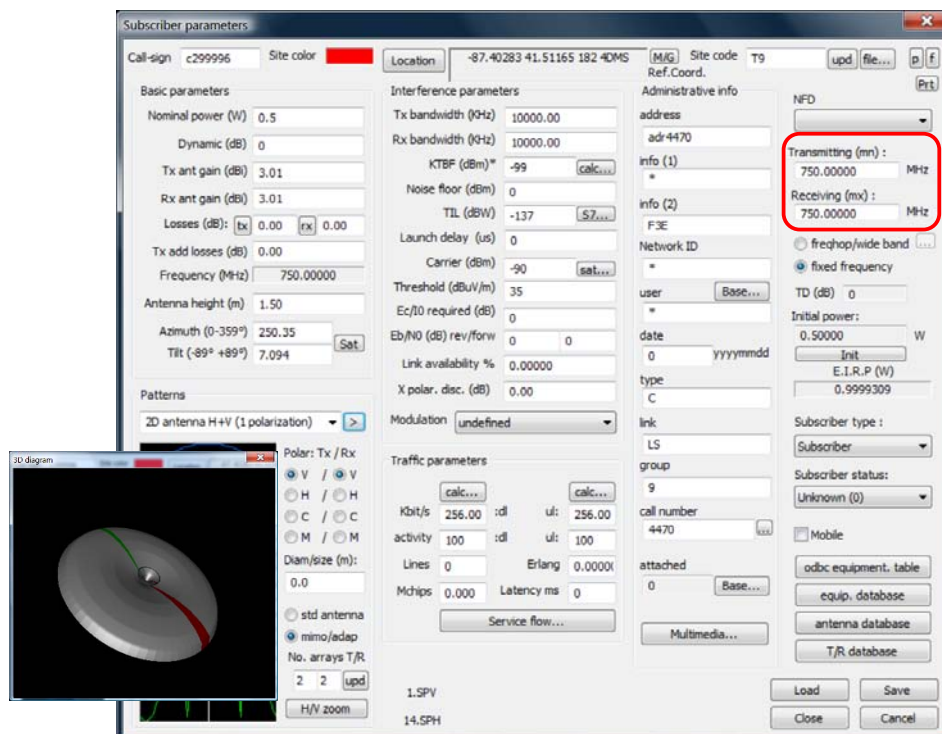 Subscriber parameters
Call-sign c299996 Site color Location -87.40283 41.51165 182 4DMS M/G Site code T9 upd file... p f
Ref.Coord. Prt
Basic parameters
Nominal power (W) 0.5
Dynamic (dB) 0
Tx ant gain (dBi) 3.01
Rx ant gain (dBi) 3.01
Losses (dB): tx 0.00 rx 0.00
Tx add losses (dB) 0.00
Frequency (MHz) 750.00000
Antenna height (m) 1.50
Azimuth (0-359°) 250.35
Tilt (-89° +89°) 7.094
Sat
Patterns
2D antenna H+V (1 polarization) >
Polar: Tx / Rx
V / V
H / H
C / C
M / M
Diam/size (m):
0.0
std antenna
mimo/adap
No. arrays T/R
2 2 upd
H/V zoom
3D diagram
Interference parameters
Tx bandwidth (KHz) 10000.00
Rx bandwidth (KHz) 10000.00
KTBF (dBm)* -99 calc...
Noise floor (dBm) 0
TIL (dBW) -137 S7...
Launch delay (us) 0
Carrier (dBm) -90 sat...
Threshold (dBuV/m) 35
Ec/I0 required (dB) 0
Eb/N0 (dB) rev/forw 0 0
Link availability % 0.00000
X polar. disc. (dB) 0.00
Modulation undefined
Traffic parameters
calc... calc...
Kbit/s 256.00 :dl ul: 256.00
activity 100 :dl ul: 100
Lines 0 Erlang 0.0000(
Mchips 0.000 Latency ms 0
Service flow...
1.SPV
14.SPH
Administrative info
address
adr4470
info (1)
*
info (2)
F3E
Network ID
*
user Base...
*
date
0 yyyymmdd
type
C
link
LS
group
9
call number
4470 ...
attached
0 Base...
Multimedia...
NFD
Transmitting (mn) :
750.00000 MHz
Receiving (mx) :
750.00000 MHz
freqhop/wide band ...
fixed frequency
TD (dB) 0
Initial power:
0.50000 W
Init
E.I.R.P (W)
0.9999309
Subscriber type :
Subscriber
Subscriber status:
Unknown (0)
Mobile
odbc equipment. table
equip. database
antenna database
T/R database
Load Save
Close Cancel